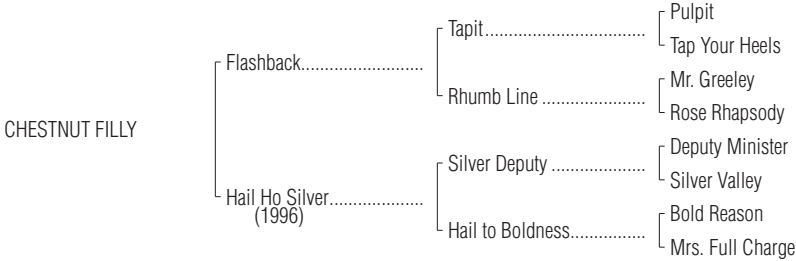 Pulpit
Tapit................................
Tap Your Heels
Flashback........................
Mr. Greeley
Rhumb Line .....................
Rose Rhapsody
CHESTNUT FILLY
Deputy Minister
Silver Deputy ...................
Silver Valley
Hail Ho Silver...................
(1996)
Bold Reason
Hail to Boldness...............
Mrs. Full Charge